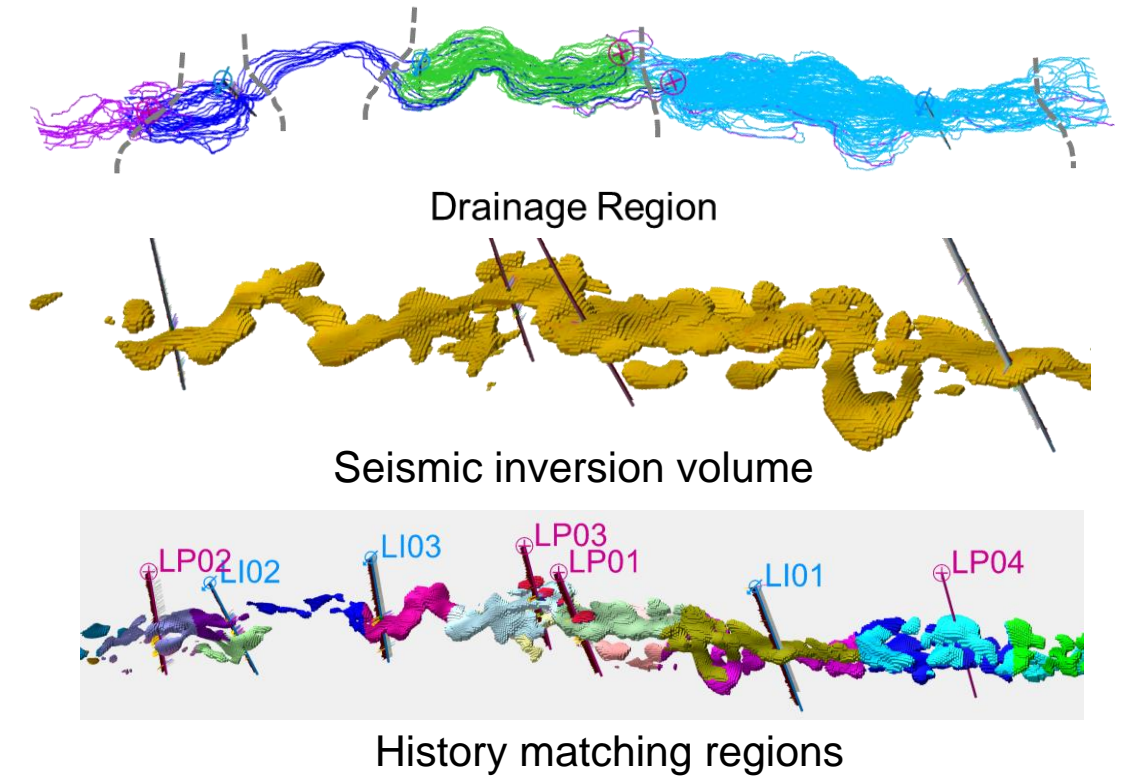 Drainage Region
Seismic inversion volume
LP02
LI02
LI03
LP03
LP01
LI01
LP04
History matching regions